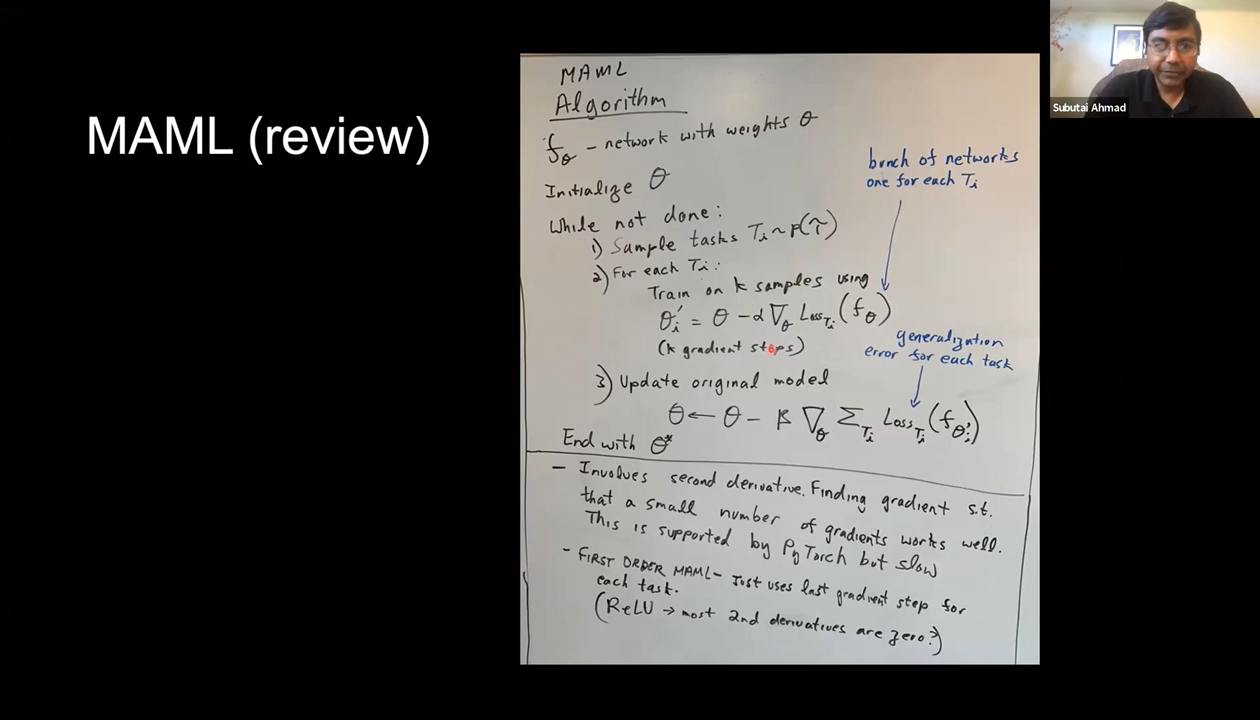 MAML (review)
Subutai Ahmad
MAML
Algorithm
fθ - network with weights θ
Initialize θ
While not done:
1) Sample tasks Ti ~ p(τ)
2) For each Ti:
Train on k samples using
θi' = θ - α ∇θ LossTi (fθ)
(k gradient steps)
3) Update original model
θ ← θ - β ∇θ ΣTi LossTi (fθi')
End with θ*
bunch of networks
one for each Ti
generalization
error for each task
- Involves second derivative. Finding gradient s.t.
that a small number of gradients works well.
This is supported by PyTorch but slow
- FIRST ORDER MAML - Just uses last gradient step for
each task.
(ReLU → most 2nd derivatives are zero?)